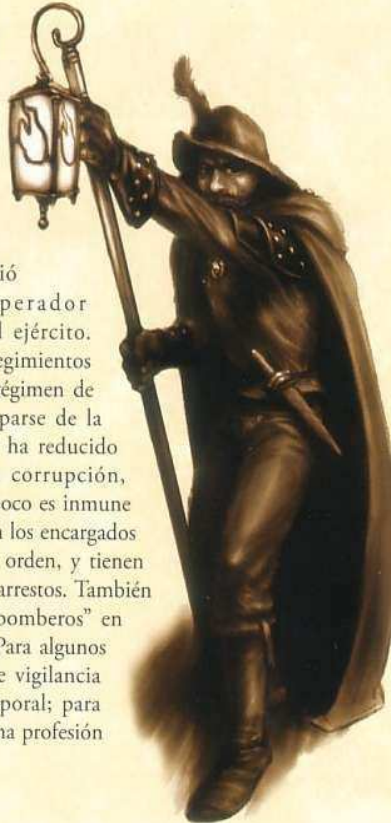 ió
perador
l ejército.
egimientos
régimen de
parse de la
ha reducido
corrupción,
oco es inmune
n los encargados
orden, y tienen
arrestos. También
bomberos” en
Para algunos
e vigilancia
poral; para
na profesión